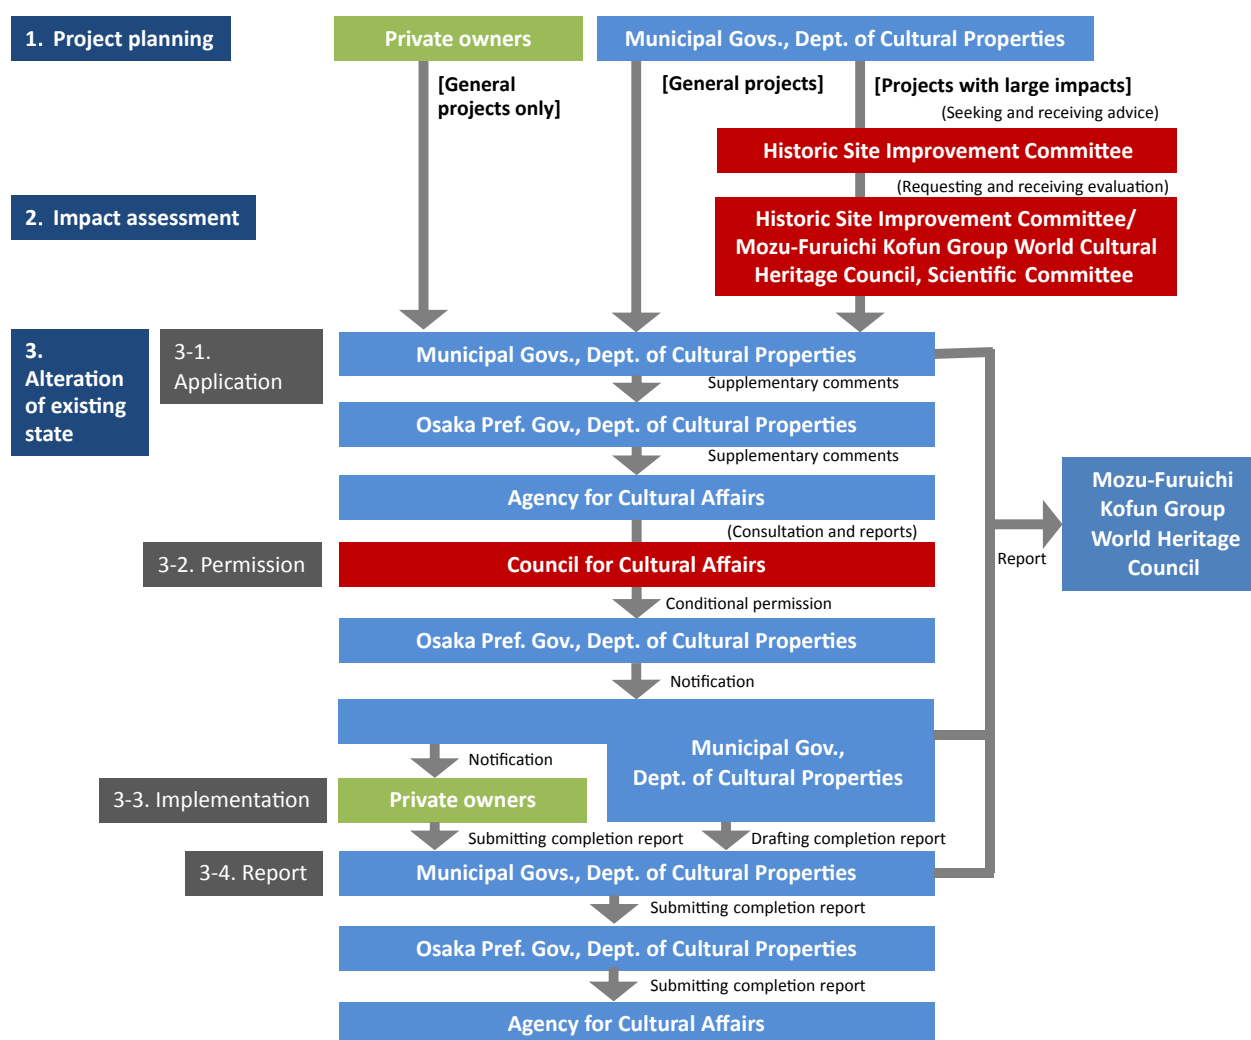 1. Project planning
Private owners
Municipal Govs., Dept. of Cultural Properties
[General
projects only]
[General projects]
[Projects with large impacts]
(Seeking and receiving advice)
Historic Site Improvement Committee
(Requesting and receiving evaluation)
2. Impact assessment
Historic Site Improvement Committee/
Mozu-Furuichi Kofun Group World Cultural
Heritage Council, Scientific Committee
3.
Alteration
of existing
state
3-1.
Application
Municipal Govs., Dept. of Cultural Properties
Supplementary comments
Osaka Pref. Gov., Dept. of Cultural Properties
Supplementary comments
Agency for Cultural Affairs
(Consultation and reports)
3-2. Permission
Council for Cultural Affairs
Conditional permission
Osaka Pref. Gov., Dept. of Cultural Properties
Notification
Municipal Gov.,
Dept. of Cultural Properties
Notification
3-3. Implementation
Private owners
Submitting completion report
Drafting completion report
3-4. Report
Municipal Govs., Dept. of Cultural Properties
Submitting completion report
Osaka Pref. Gov., Dept. of Cultural Properties
Submitting completion report
Agency for Cultural Affairs
Report
Mozu-Furuichi
Kofun Group
World Heritage
Council